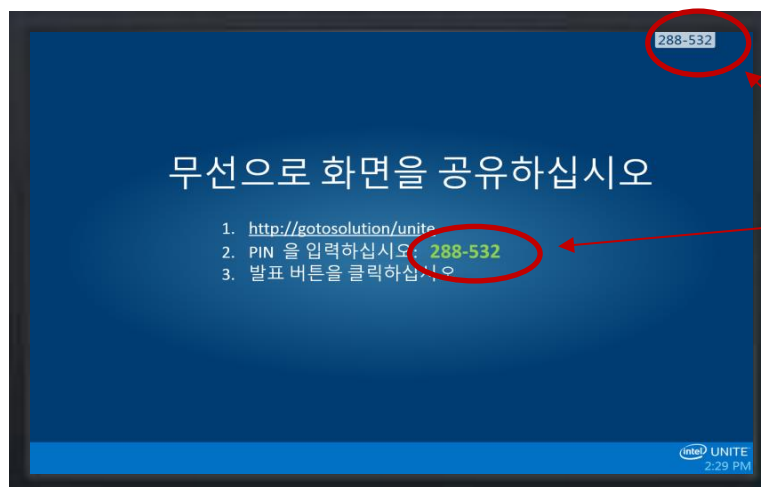 288-532
무선으로 화면을 공유하십시오
1. http://gotosolution/unite
2. PIN 을 입력하십시오: 288-532
3. 발표 버튼을 클릭하십시오
intel UNITE
2:29 PM